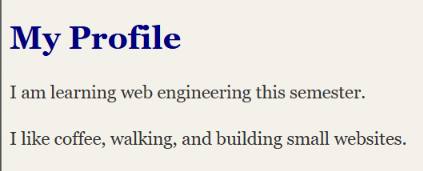 My Profile
I am learning web engineering this semester.
I like coffee, walking, and building small websites.